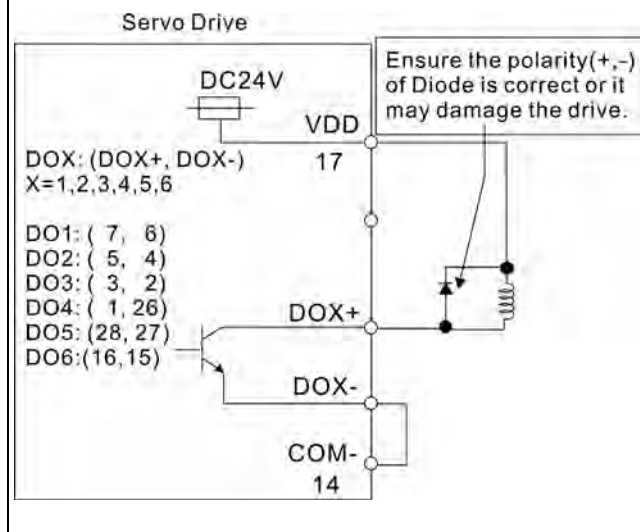 Servo Drive
DC24V
Ensure the polarity(+,-)
of Diode is correct or it
may damage the drive.
VDD
17
DOX: (DOX+, DOX-)
X=1,2,3,4,5,6
DO1: ( 7, 6)
DO2: ( 5, 4)
DO3: ( 3, 2)
DO4: ( 1,26)
DO5: (28, 27)
DO6:(16,15)
DOX+
DOX-
COM-
14